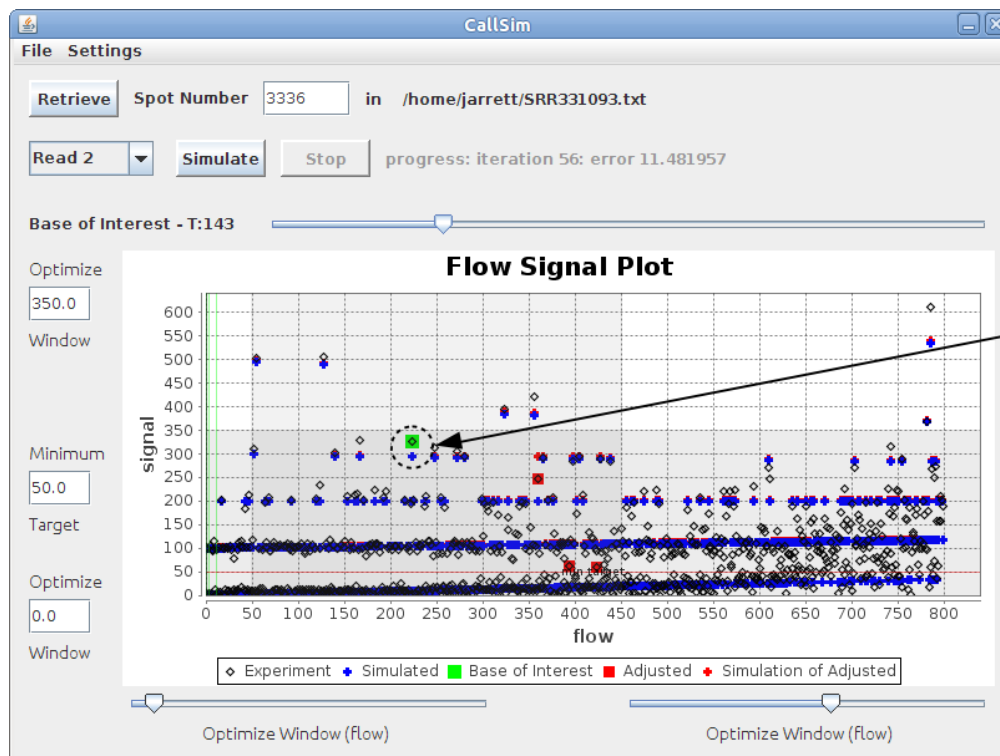 CallSim
File Settings
Retrieve Spot Number 3336 in /home/jarrett/SRR331093.txt
Read 2 Simulate Stop progress: iteration 56: error 11.481957
Base of Interest - T:143
Optimize
350.0
Window
Minimum
50.0
Target
Optimize
0.0
Window
Flow Signal Plot
signal
600
550
500
450
400
350
300
250
200
150
100
50
0
min target
0 50 100 150 200 250 300 350 400 450 500 550 600 650 700 750 800
flow
Experiment Simulated Base of Interest Adjusted Simulation of Adjusted
Optimize Window (flow) Optimize Window (flow)